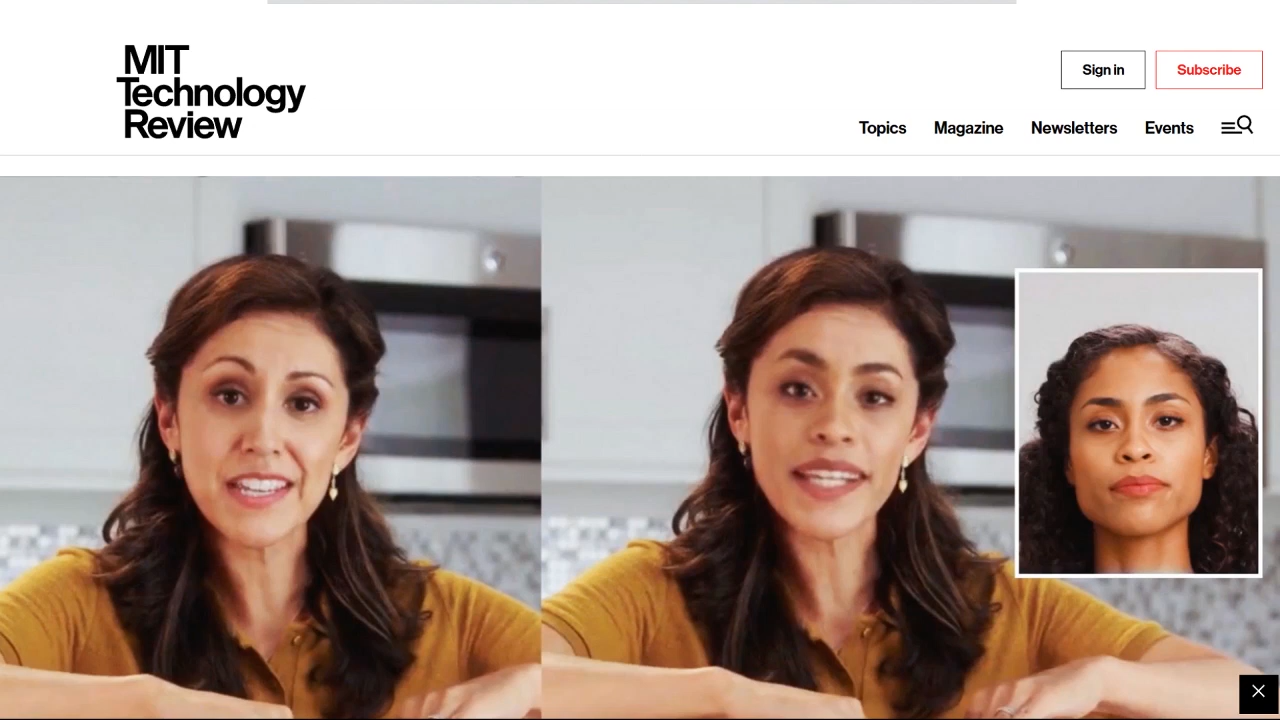 MIT
Technology
Review
Sign in
Subscribe
Topics
Magazine
Newsletters
Events